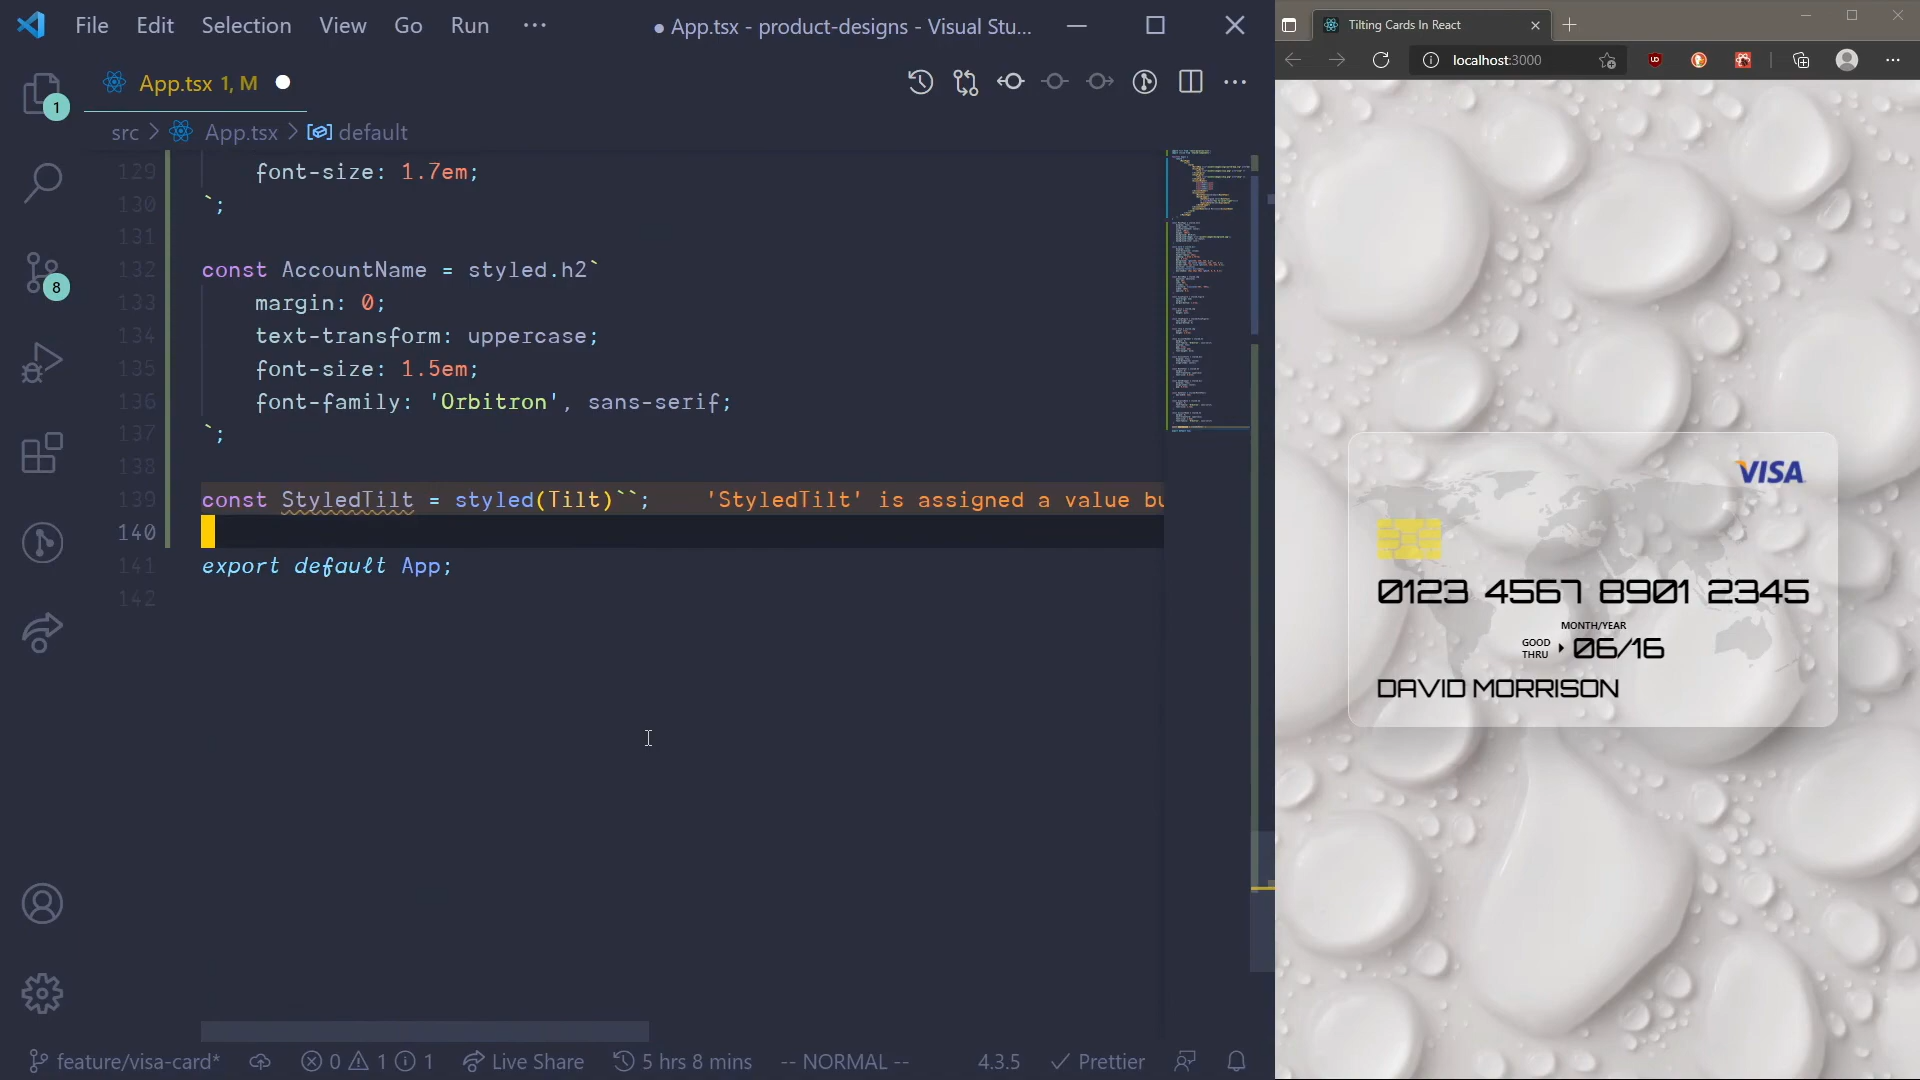 File Edit Selection View Go Run ···
● App.tsx - product-designs - Visual Stu...
App.tsx 1, M
src > App.tsx > default
129 font-size: 1.7em;
130 `;
131
132 const AccountName = styled.h2`
133 margin: 0;
134 text-transform: uppercase;
135 font-size: 1.5em;
136 font-family: 'Orbitron', sans-serif;
137 `;
138
139 const StyledTilt = styled(Tilt)``; 'StyledTilt' is assigned a value bu
140
141 export default App;
142
1
8
feature/visa-card* 0 1 1 Live Share 5 hrs 8 mins -- NORMAL -- 4.3.5 Prettier
Tilting Cards In React
localhost:3000
VISA
0123 4567 8901 2345
MONTH/YEAR
GOOD
THRU
06/16
DAVID MORRISON